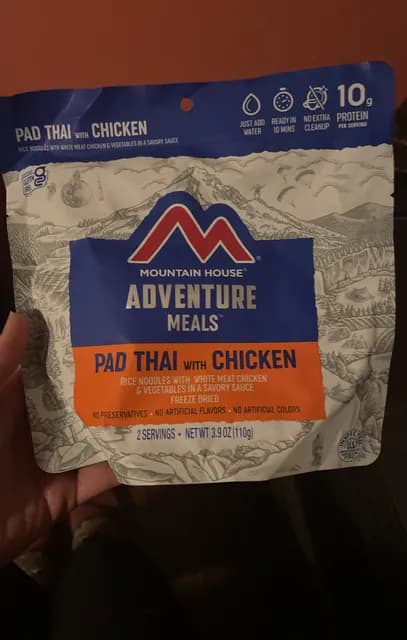 PAD THAI WITH CHICKEN
RICE NOODLES WITH WHITE MEAT CHICKEN & VEGETABLES IN A SAVORY SAUCE
JUST ADD
WATER
READY IN
10 MINS
NO EXTRA
CLEANUP
10g
PROTEIN
PER SERVING
MOUNTAIN HOUSE®
ADVENTURE
MEALS™
PAD THAI WITH CHICKEN
RICE NOODLES WITH WHITE MEAT CHICKEN
& VEGETABLES IN A SAVORY SAUCE
FREEZE DRIED
NO PRESERVATIVES • NO ARTIFICIAL FLAVORS • NO ARTIFICIAL COLORS
2 SERVINGS • NET WT 3.9 OZ (110g)